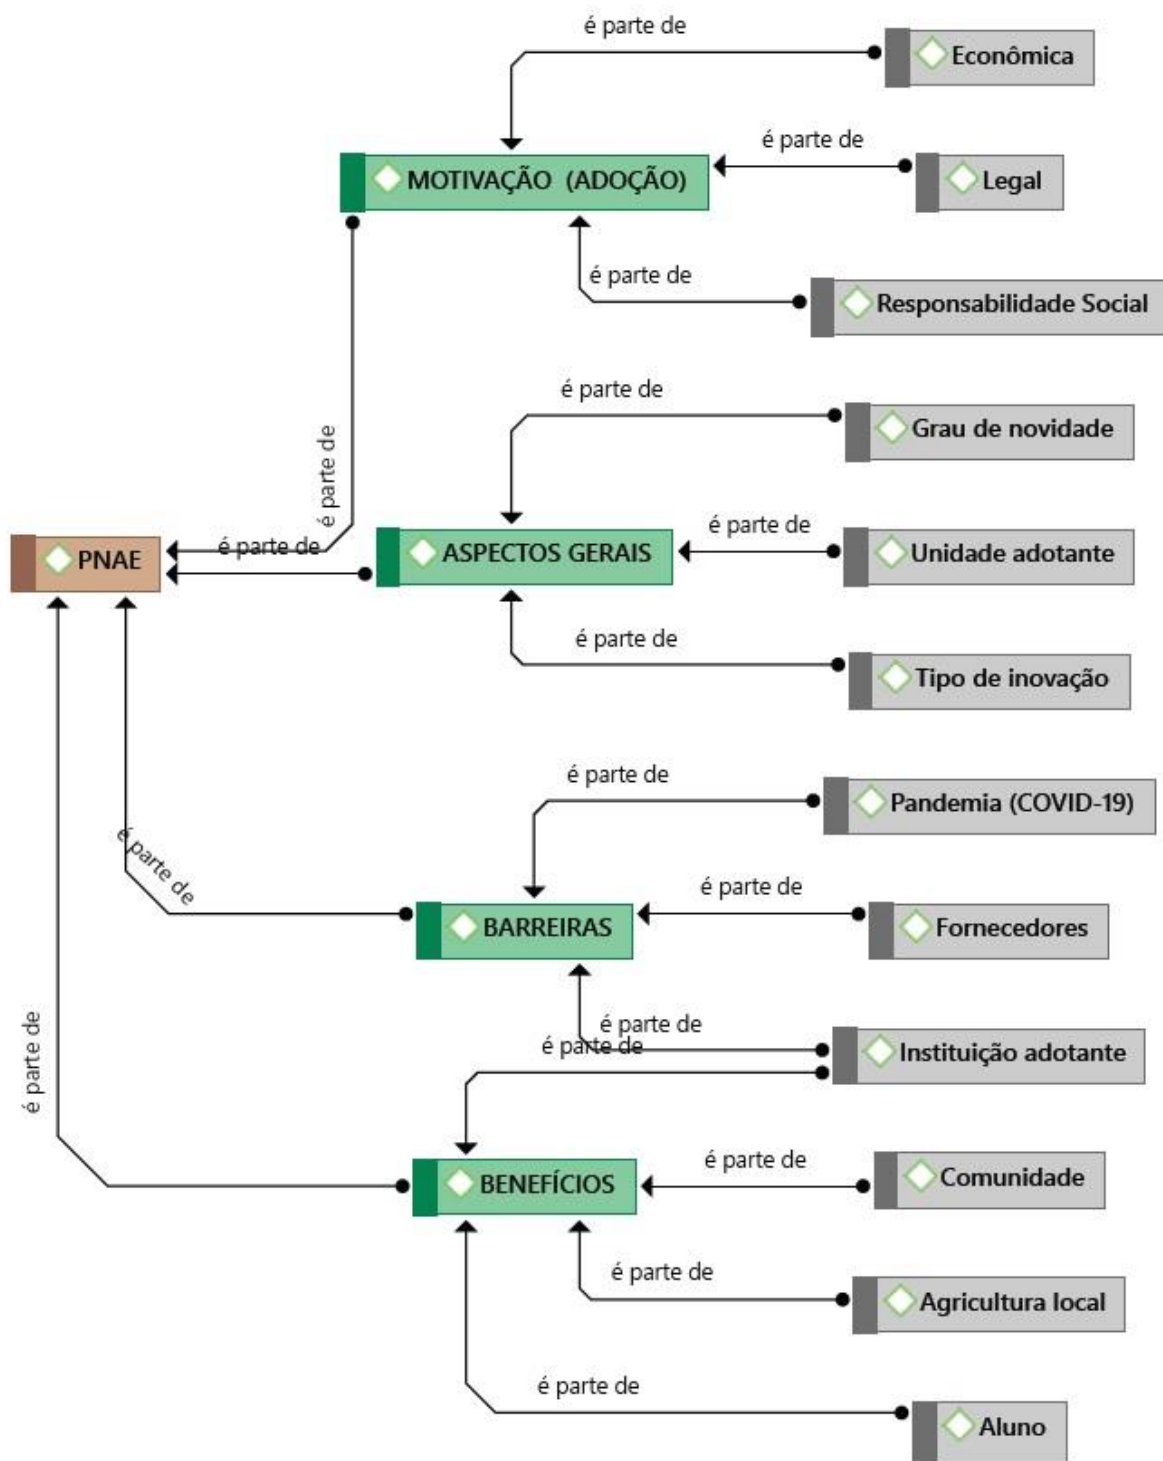 é parte de
Econômica
é parte de
MOTIVAÇÃO (ADOÇÃO)
Legal
é parte de
é parte de
Responsabilidade Social
é parte de
Grau de novidade
é parte de
é parte de
PNAE
ASPECTOS GERAIS
Unidade adotante
é parte de
Tipo de inovação
é parte de
Pandemia (COVID-19)
é parte de
é parte de
BARREIRAS
Fornecedores
é parte de
é parte de
é parte de
Instituição adotante
é parte de
BENEFÍCIOS
Comunidade
é parte de
Agricultura local
é parte de
Aluno